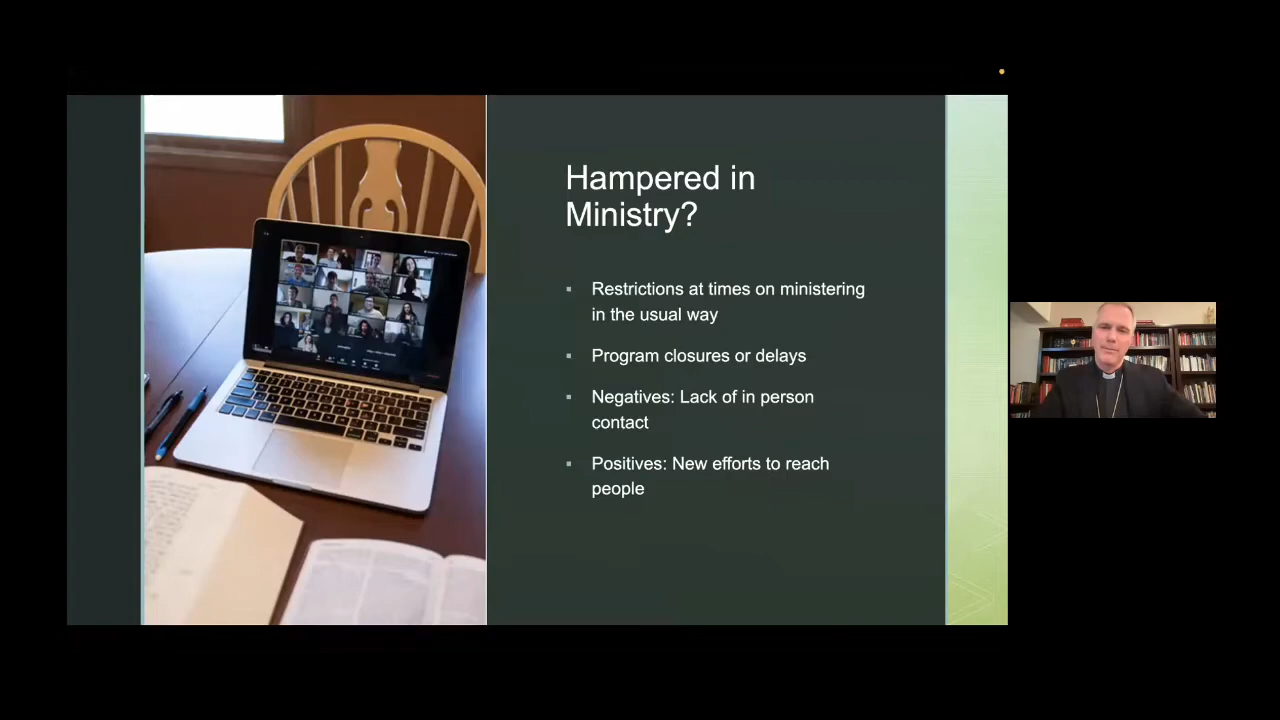 Hampered in
Ministry?
Restrictions at times on ministering
in the usual way
Program closures or delays
Negatives: Lack of in person
contact
Positives: New efforts to reach
people